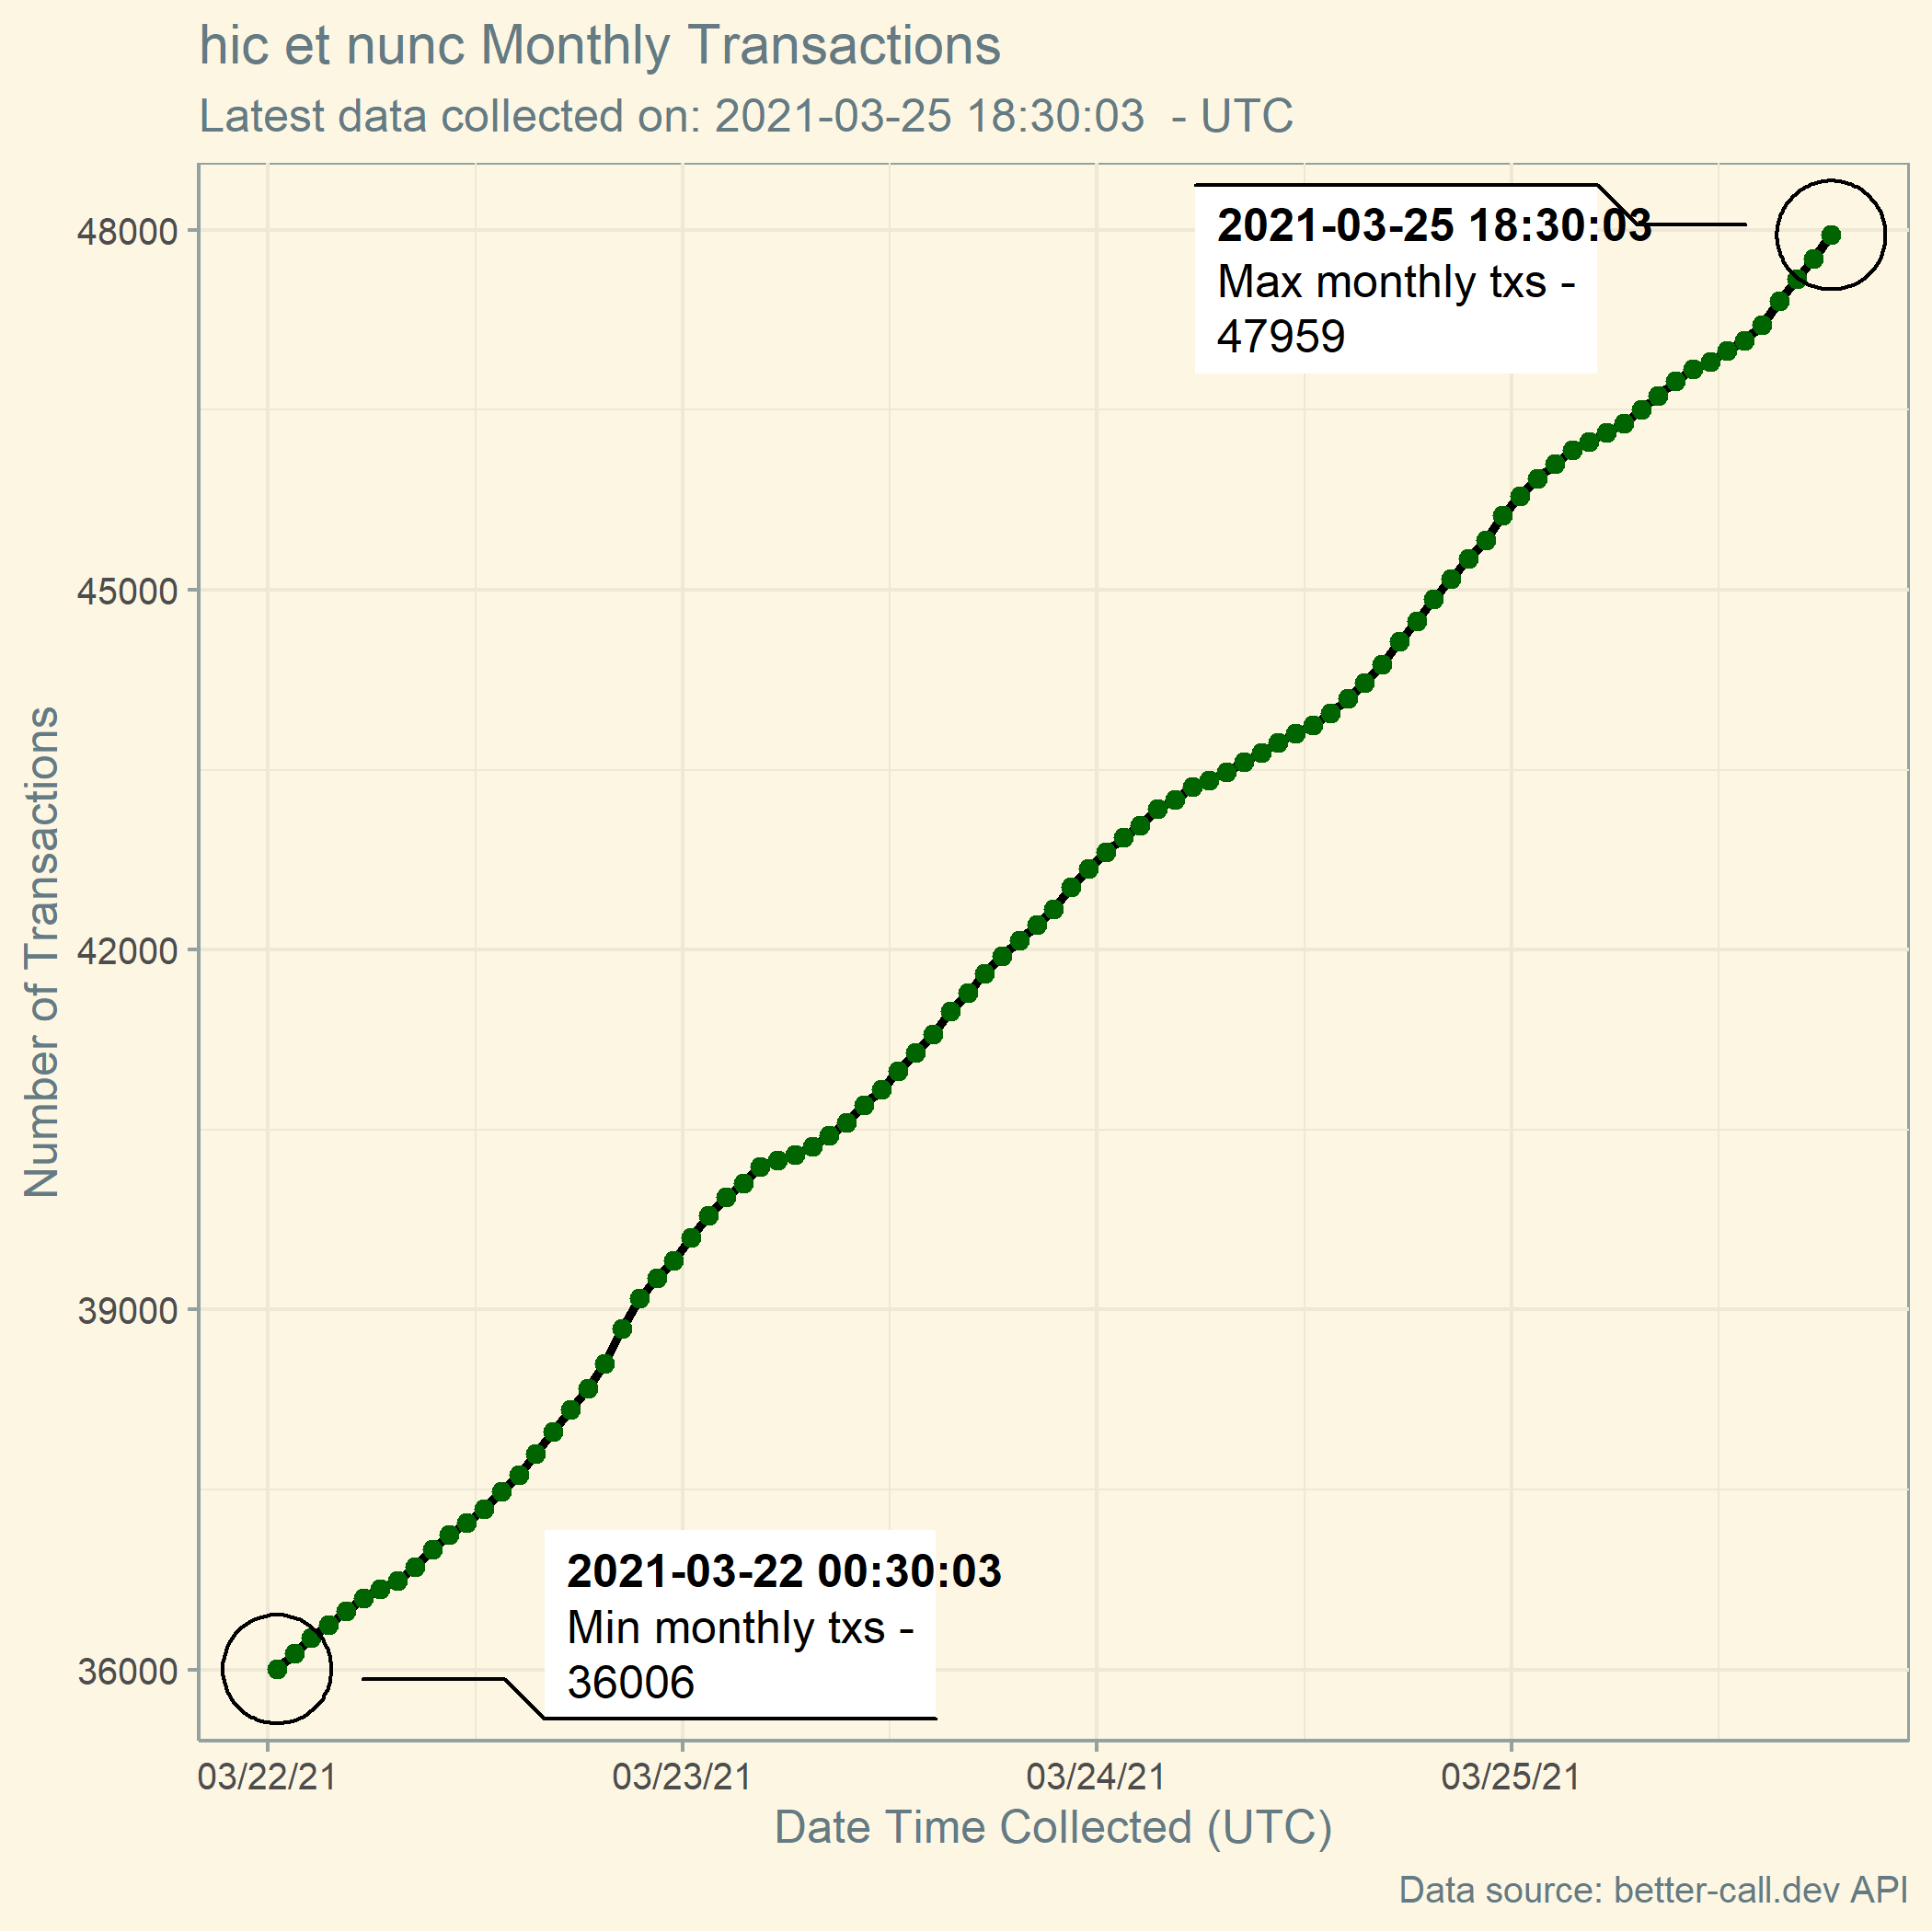 hic et nunc Monthly Transactions
Latest data collected on: 2021-03-25 18:30:03  - UTC
48000
45000
42000
39000
36000
Number of Transactions
2021-03-25 18:30:03
Max monthly txs -
47959
2021-03-22 00:30:03
Min monthly txs -
36006
03/22/21
03/23/21
03/24/21
03/25/21
Date Time Collected (UTC)
Data source: better-call.dev API